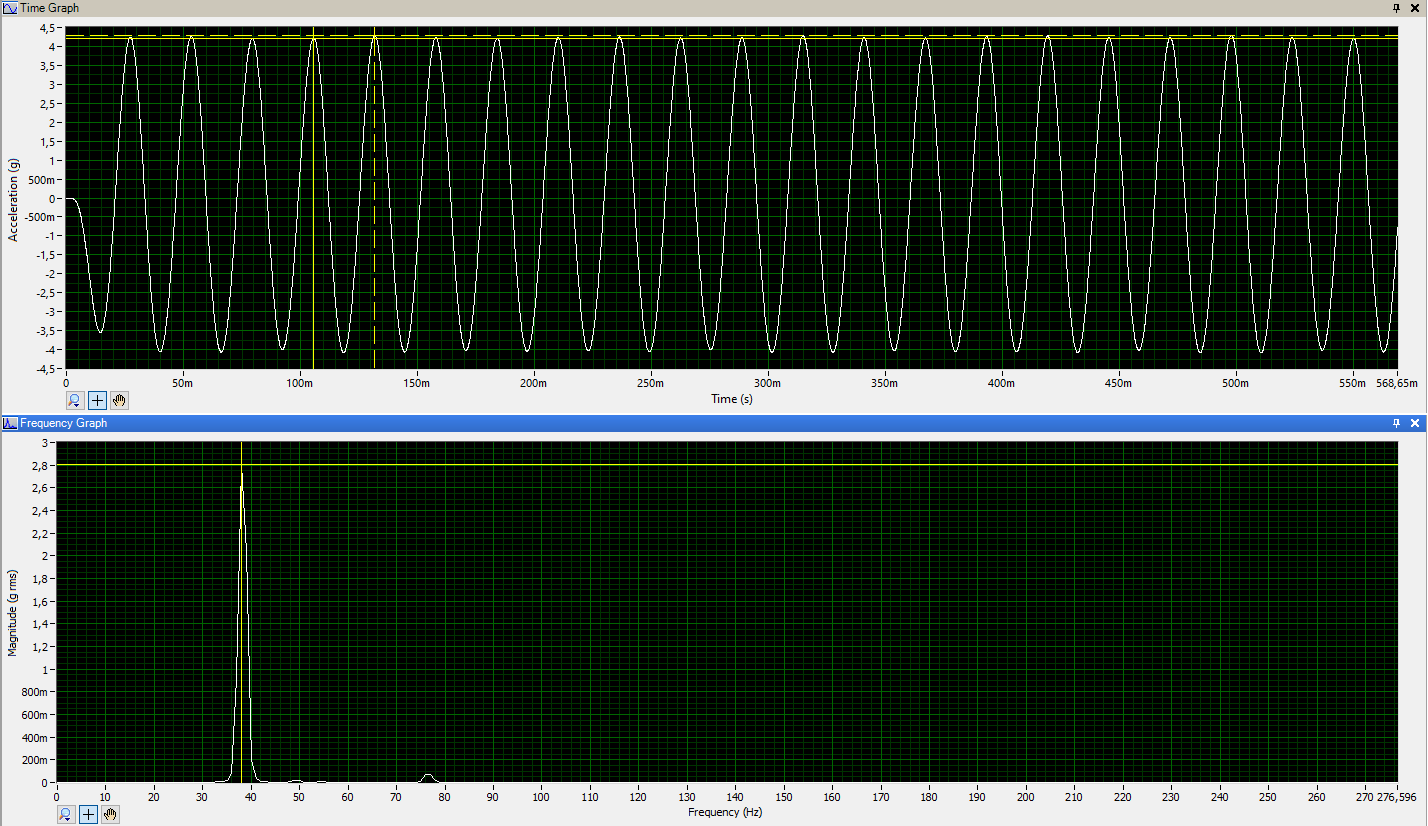 Time Graph
4,5
4
3,5
3
2,5
2
1,5
1
500m
0
-500m
-1
-1,5
-2
-2,5
-3
-3,5
-4
-4,5
Acceleration (g)
0 50m 100m 150m 200m 250m 300m 350m 400m 450m 500m 550m 568,65m
Time (s)
Frequency Graph
3
2,8
2,6
2,4
2,2
2
1,8
1,6
1,4
1,2
1
800m
600m
400m
200m
0
Magnitude (g rms)
0 10 20 30 40 50 60 70 80 90 100 110 120 130 140 150 160 170 180 190 200 210 220 230 240 250 260 270 276,596
Frequency (Hz)